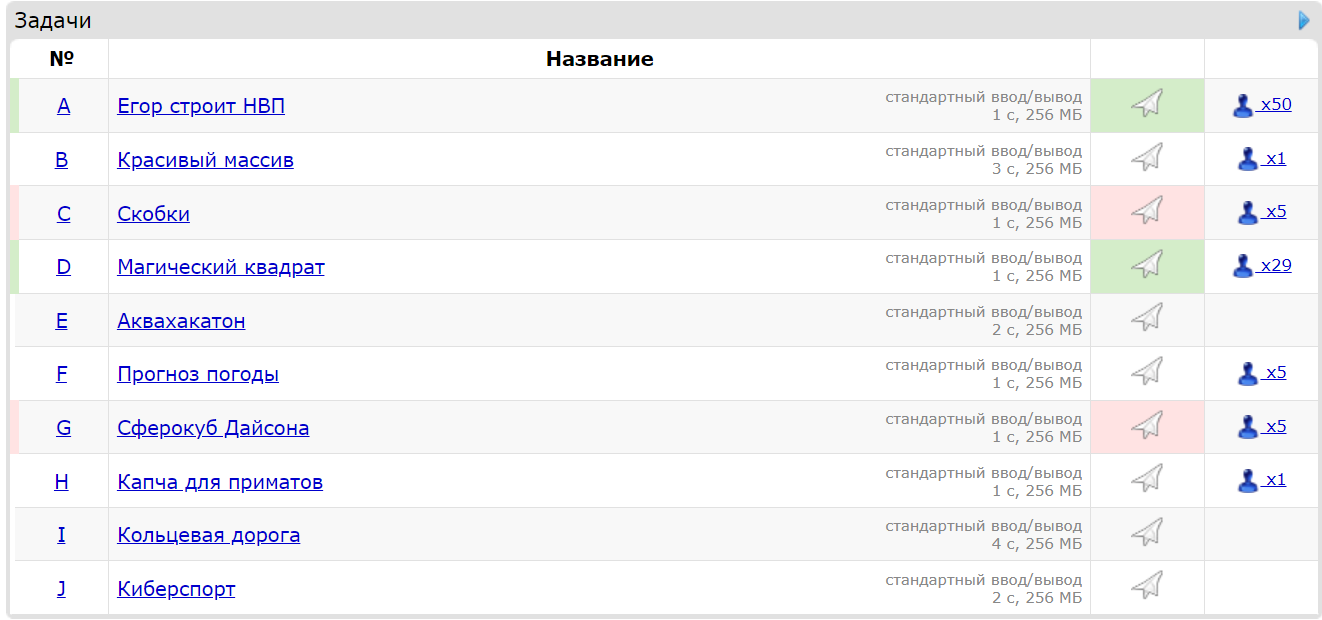 Задачи
№ Название
A Егор строит НВП стандартный ввод/вывод x50
1 с, 256 МБ
B Красивый массив стандартный ввод/вывод x1
3 с, 256 МБ
C Скобки стандартный ввод/вывод x5
1 с, 256 МБ
D Магический квадрат стандартный ввод/вывод x29
1 с, 256 МБ
E Аквахакатон стандартный ввод/вывод
2 с, 256 МБ
F Прогноз погоды стандартный ввод/вывод x5
1 с, 256 МБ
G Сферокуб Дайсона стандартный ввод/вывод x5
1 с, 256 МБ
H Капча для приматов стандартный ввод/вывод x1
1 с, 256 МБ
I Кольцевая дорога стандартный ввод/вывод
4 с, 256 МБ
J Киберспорт стандартный ввод/вывод
2 с, 256 МБ